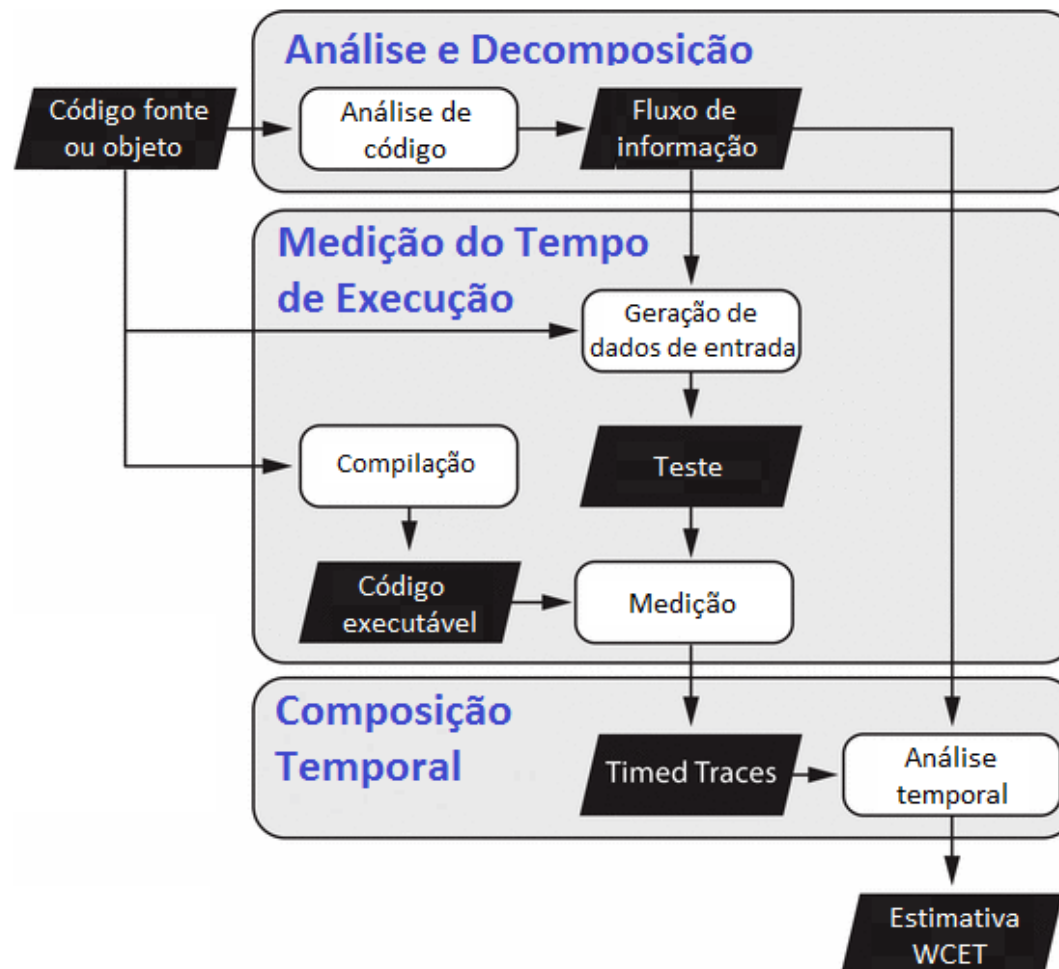 Análise e Decomposição
Código fonte
ou objeto
Análise de
código
Fluxo de
informação
Medição do Tempo
de Execução
Geração de
dados de entrada
Compilação
Teste
Código
executável
Medição
Composição
Temporal
Timed Traces
Análise
temporal
Estimativa
WCET